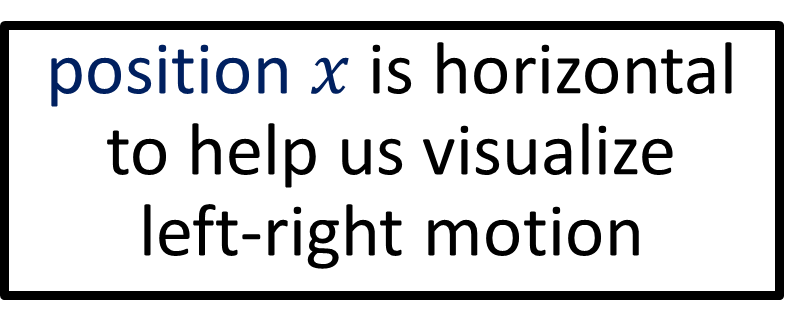 position x is horizontal
to help us visualize
left-right motion